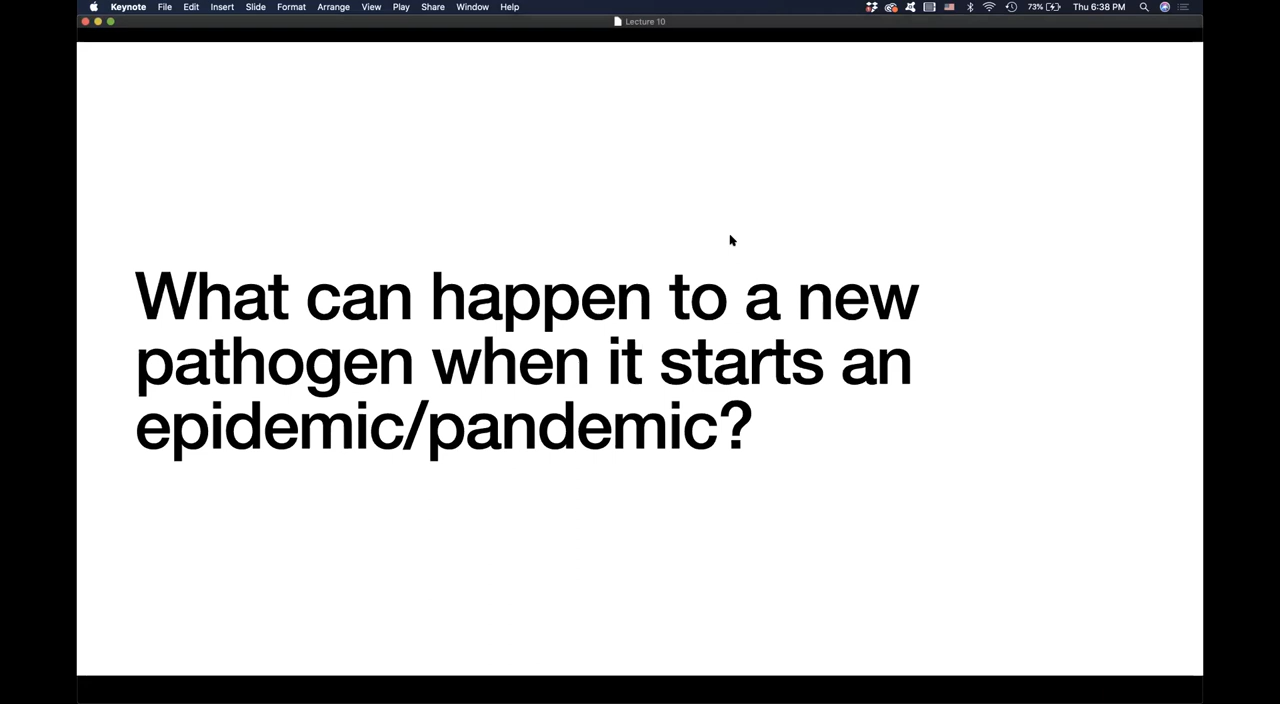 Keynote File Edit Insert Slide Format Arrange View Play Share Window Help 73% Thu 6:38 PM
Lecture 10
What can happen to a new
pathogen when it starts an
epidemic/pandemic?